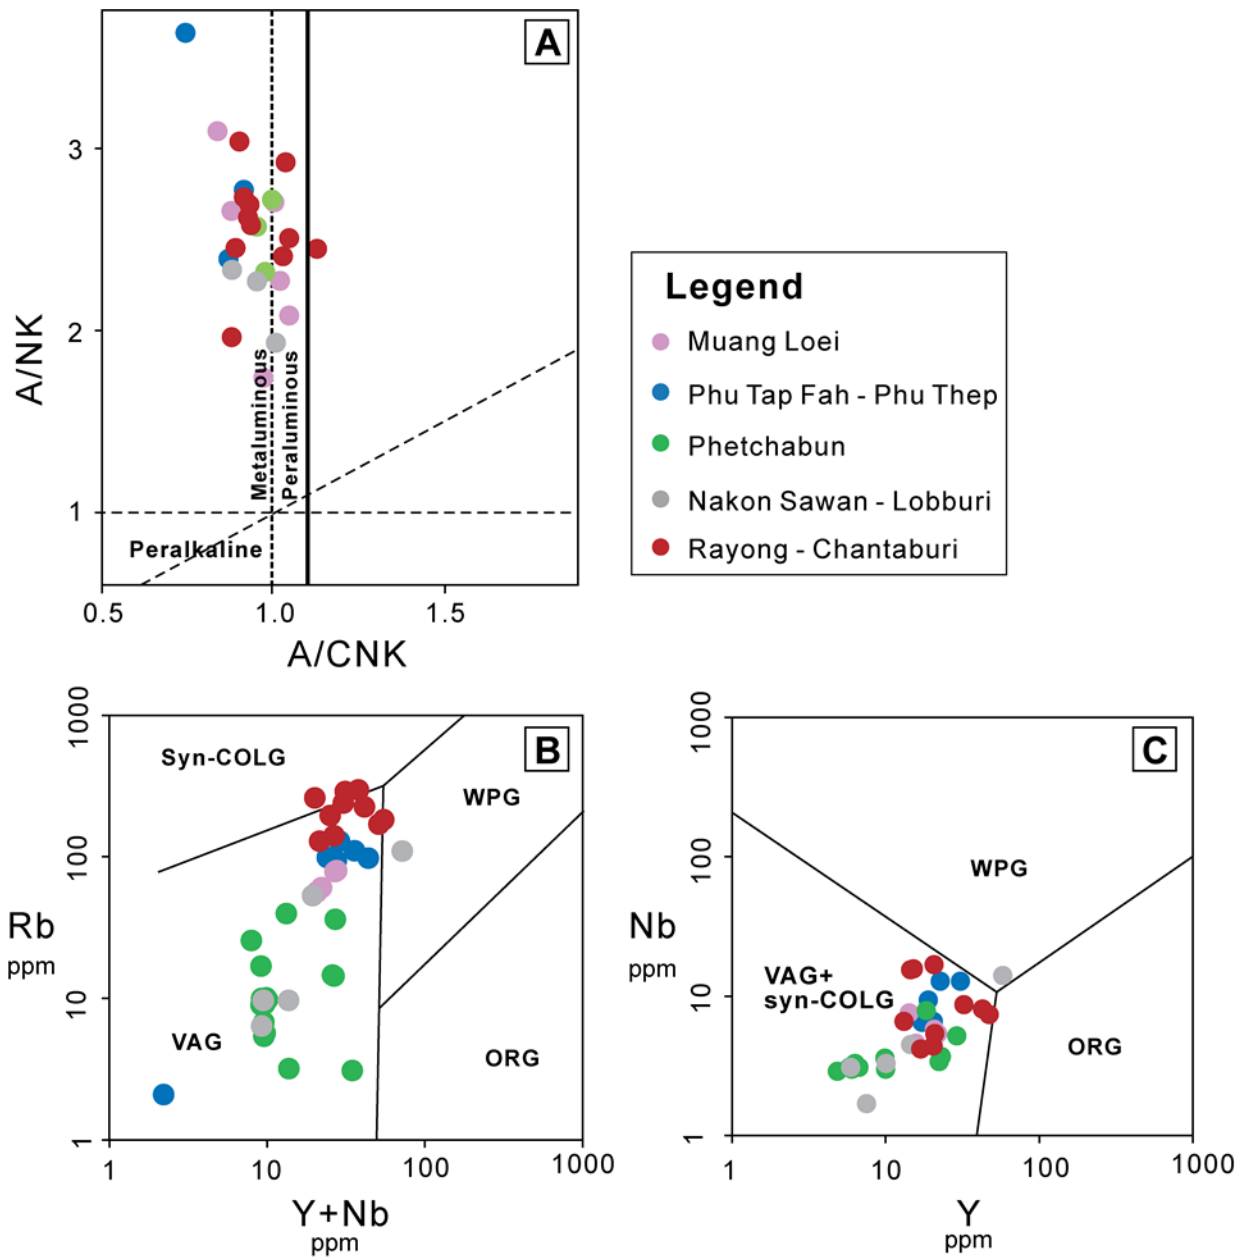 A
3
2
1
A/NK
Metaluminous
Peraluminous
Peralkaline
0.5
1.0
1.5
A/CNK
Legend
Muang Loei
Phu Tap Fah - Phu Thep
Phetchabun
Nakon Sawan - Lobburi
Rayong - Chantaburi
B
1000
100
10
1
Rb
ppm
Syn-COLG
WPG
VAG
ORG
1
10
100
1000
Y+Nb
ppm
C
1000
100
10
1
Nb
ppm
WPG
VAG+
syn-COLG
ORG
1
10
100
1000
Y
ppm